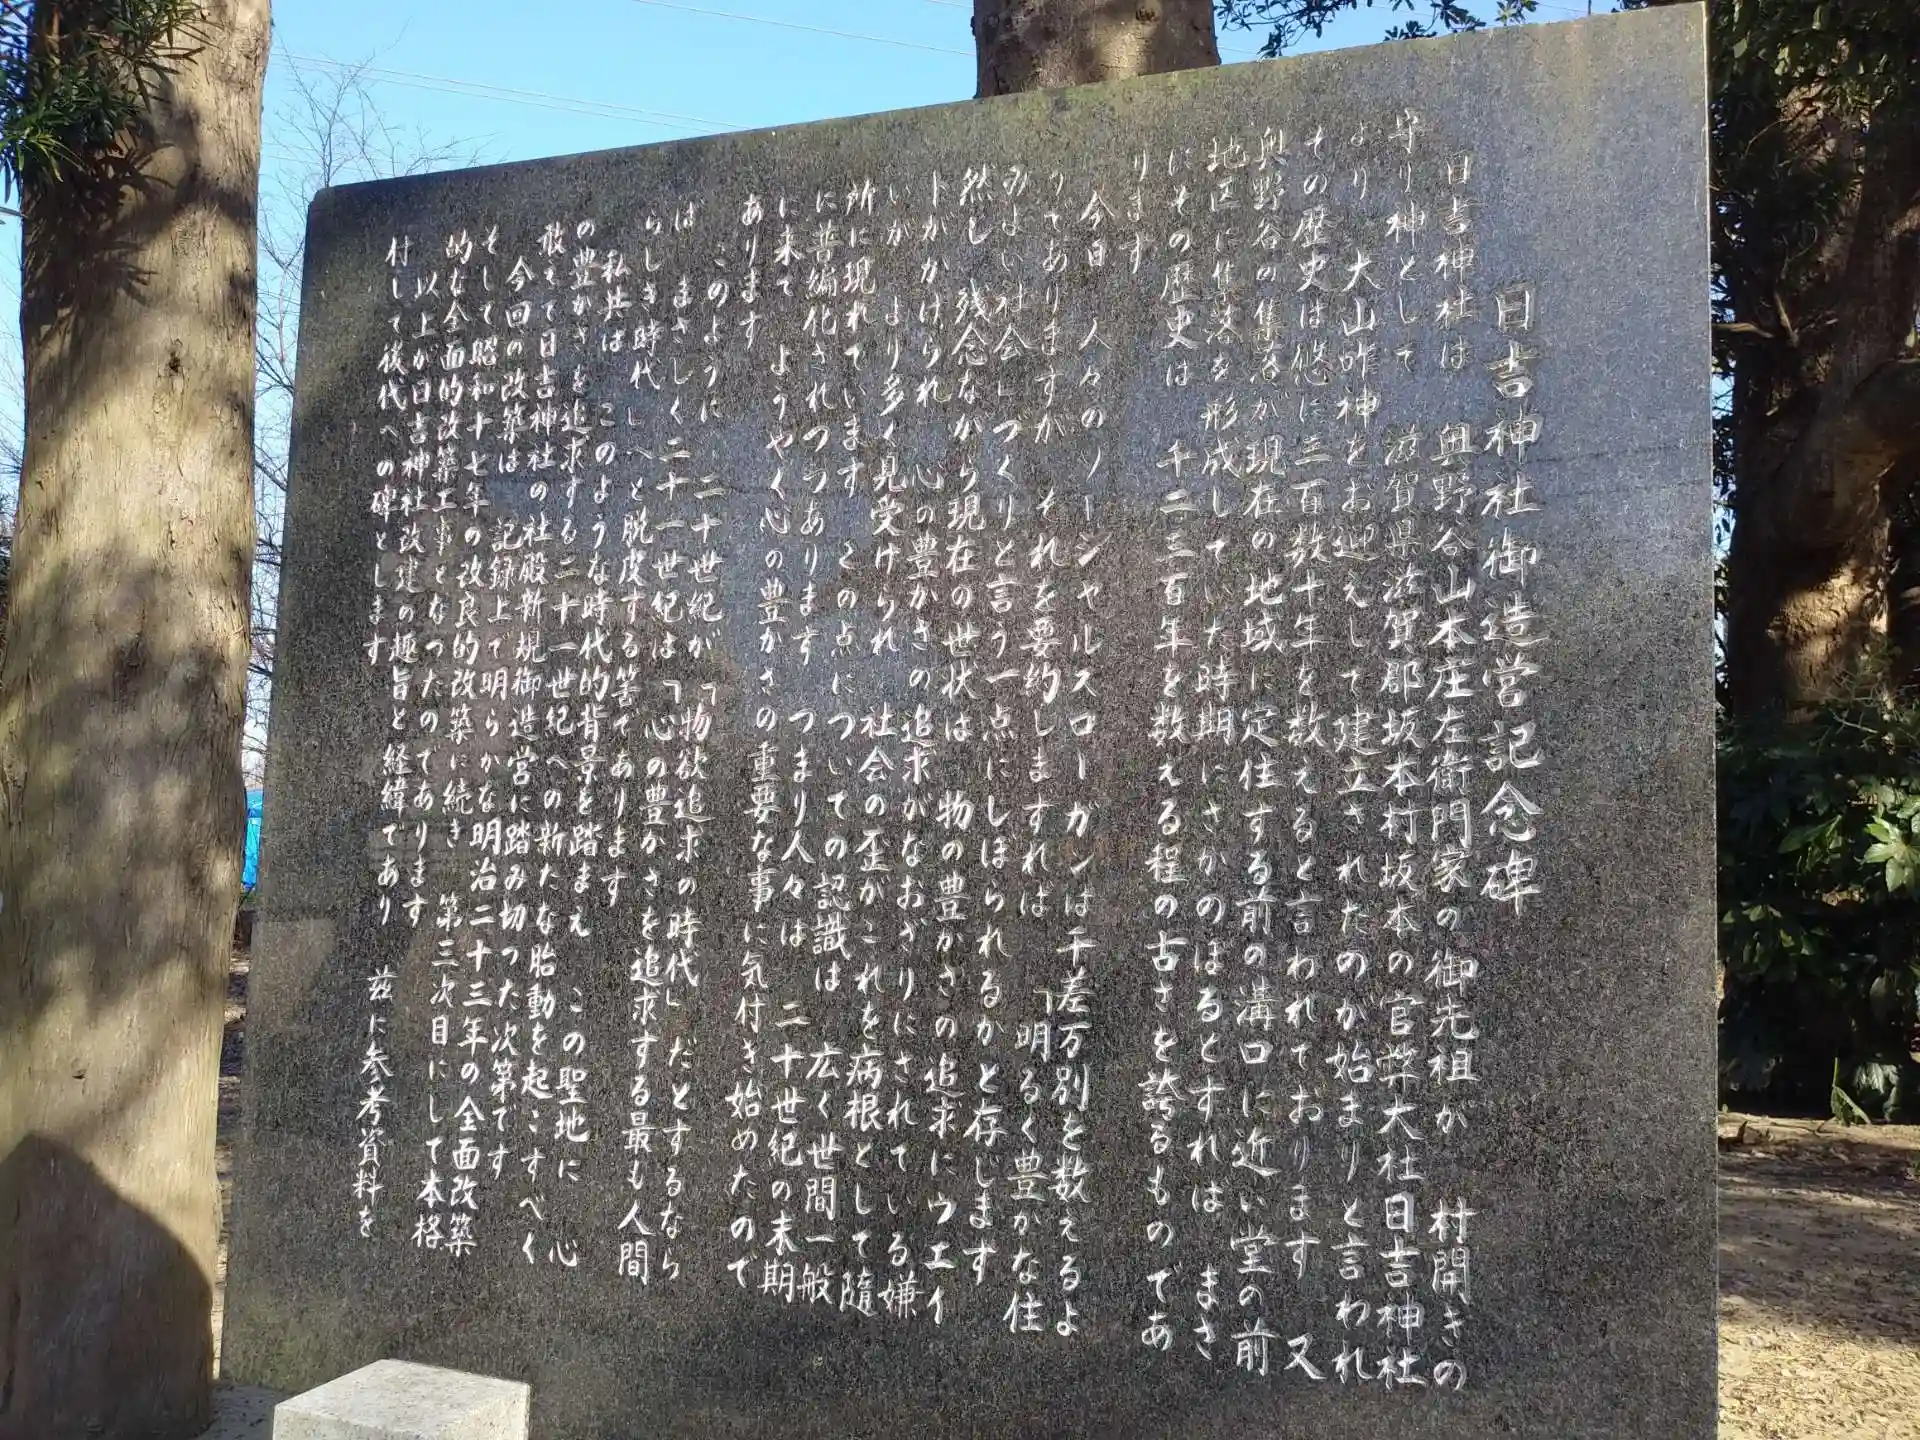 日吉神社御造営記念碑
日吉神社は 奥野谷山本庄左衛門家の御先祖が 村開きの
守り神として 滋賀県滋賀郡坂本村坂本の官弊大社日吉神社
より 大山咋神をお迎えして建立されたのが始まりと言われ
その歴史は悠に三百数十年を数えると言われております 又
奥野谷の集落が現在の地域に定住する前の溝口に近い堂の前
地区に集落を形成していた時期にさかのぼるとすれば まさ
にその歴史は 千二三百年を数える程の古さを誇るものであ
ります
今日 人々のソーシャルスローガンは千差万別を数えるよ
うでありますが それを要約しますれば 「明るく豊かな住
みよい社会」つくりと言う一点にしぼられるかと存じます
然し 残念ながら現在の世状は 物の豊かさの追求にウエイ
トがかけられ 心の豊かさの追求がなおざりにされている嫌
いが より多く見受けられ 社会の歪がこれを病根として随
所に現れています この点についての認識は 広く世間一般
に普編化されつつあります つまり人々は 二十世紀の末期
に来て ようやく心の豊かさの重要な事に気付き始めたので
あります
このように 二十世紀が「物欲追求の時代」だとするなら
ば まさしく二十一世紀は「心の豊かさを追求する最も人間
らしき時代」へと脱皮する筈であります
私共は このような時代的背景を踏まえ この聖地に 心
の豊かさを追求する二十一世紀への新たな胎動を起こすべく
敢えて日吉神社の社殿新規御造営に踏み切った次第です
今回の改築は 記録上で明らかな明治二十三年の全面改築
そして昭和十七年の改良的改築に続き 第三次目にして本格
的な全面的改築工事となったのであります
以上が日吉神社改建の趣旨と経緯であり 茲に参考資料を
付して後代への碑とします